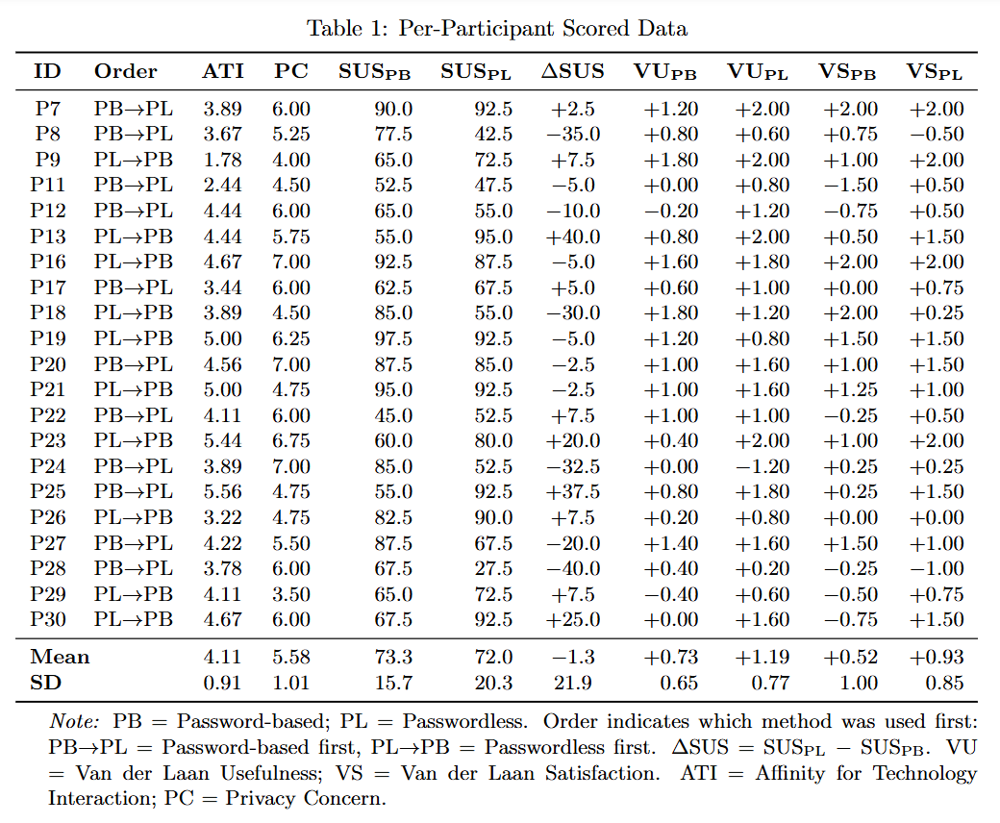 Table 1: Per-Participant Scored Data
ID Order ATI PC SUSPB SUSPL ΔSUS VUPB VUPL VSPB VSPL
P7 PB→PL 3.89 6.00 90.0 92.5 +2.5 +1.20 +2.00 +2.00 +2.00
P8 PB→PL 3.67 5.25 77.5 42.5 −35.0 +0.80 +0.60 +0.75 −0.50
P9 PL→PB 1.78 4.00 65.0 72.5 +7.5 +1.80 +2.00 +1.00 +2.00
P11 PB→PL 2.44 4.50 52.5 47.5 −5.0 +0.00 +0.80 −1.50 +0.50
P12 PB→PL 4.44 6.00 65.0 55.0 −10.0 −0.20 +1.20 −0.75 +0.50
P13 PL→PB 4.44 5.75 55.0 95.0 +40.0 +0.80 +2.00 +0.50 +1.50
P16 PL→PB 4.67 7.00 92.5 87.5 −5.0 +1.60 +1.80 +2.00 +2.00
P17 PB→PL 3.44 6.00 62.5 67.5 +5.0 +0.60 +1.00 +0.00 +0.75
P18 PL→PB 3.89 4.50 85.0 55.0 −30.0 +1.80 +1.20 +2.00 +0.25
P19 PL→PB 5.00 6.25 97.5 92.5 −5.0 +1.20 +0.80 +1.50 +1.50
P20 PB→PL 4.56 7.00 87.5 85.0 −2.5 +1.00 +1.60 +1.00 +1.50
P21 PL→PB 5.00 4.75 95.0 92.5 −2.5 +1.00 +1.60 +1.25 +1.00
P22 PB→PL 4.11 6.00 45.0 52.5 +7.5 +1.00 +1.00 −0.25 +0.50
P23 PL→PB 5.44 6.75 60.0 80.0 +20.0 +0.40 +2.00 +1.00 +2.00
P24 PB→PL 3.89 7.00 85.0 52.5 −32.5 +0.00 −1.20 +0.25 +0.25
P25 PB→PL 5.56 4.75 55.0 92.5 +37.5 +0.80 +1.80 +0.25 +1.50
P26 PL→PB 3.22 4.75 82.5 90.0 +7.5 +0.20 +0.80 +0.00 +0.00
P27 PB→PL 4.22 5.50 87.5 67.5 −20.0 +1.40 +1.60 +1.50 +1.00
P28 PB→PL 3.78 6.00 67.5 27.5 −40.0 +0.40 +0.20 −0.25 −1.00
P29 PL→PB 4.11 3.50 65.0 72.5 +7.5 −0.40 +0.60 −0.50 +0.75
P30 PL→PB 4.67 6.00 67.5 92.5 +25.0 +0.00 +1.60 −0.75 +1.50
Mean 4.11 5.58 73.3 72.0 −1.3 +0.73 +1.19 +0.52 +0.93
SD 0.91 1.01 15.7 20.3 21.9 0.65 0.77 1.00 0.85
Note: PB = Password-based; PL = Passwordless. Order indicates which method was used first:
PB→PL = Password-based first, PL→PB = Passwordless first. ΔSUS = SUSPL − SUSPB. VU
= Van der Laan Usefulness; VS = Van der Laan Satisfaction. ATI = Affinity for Technology
Interaction; PC = Privacy Concern.